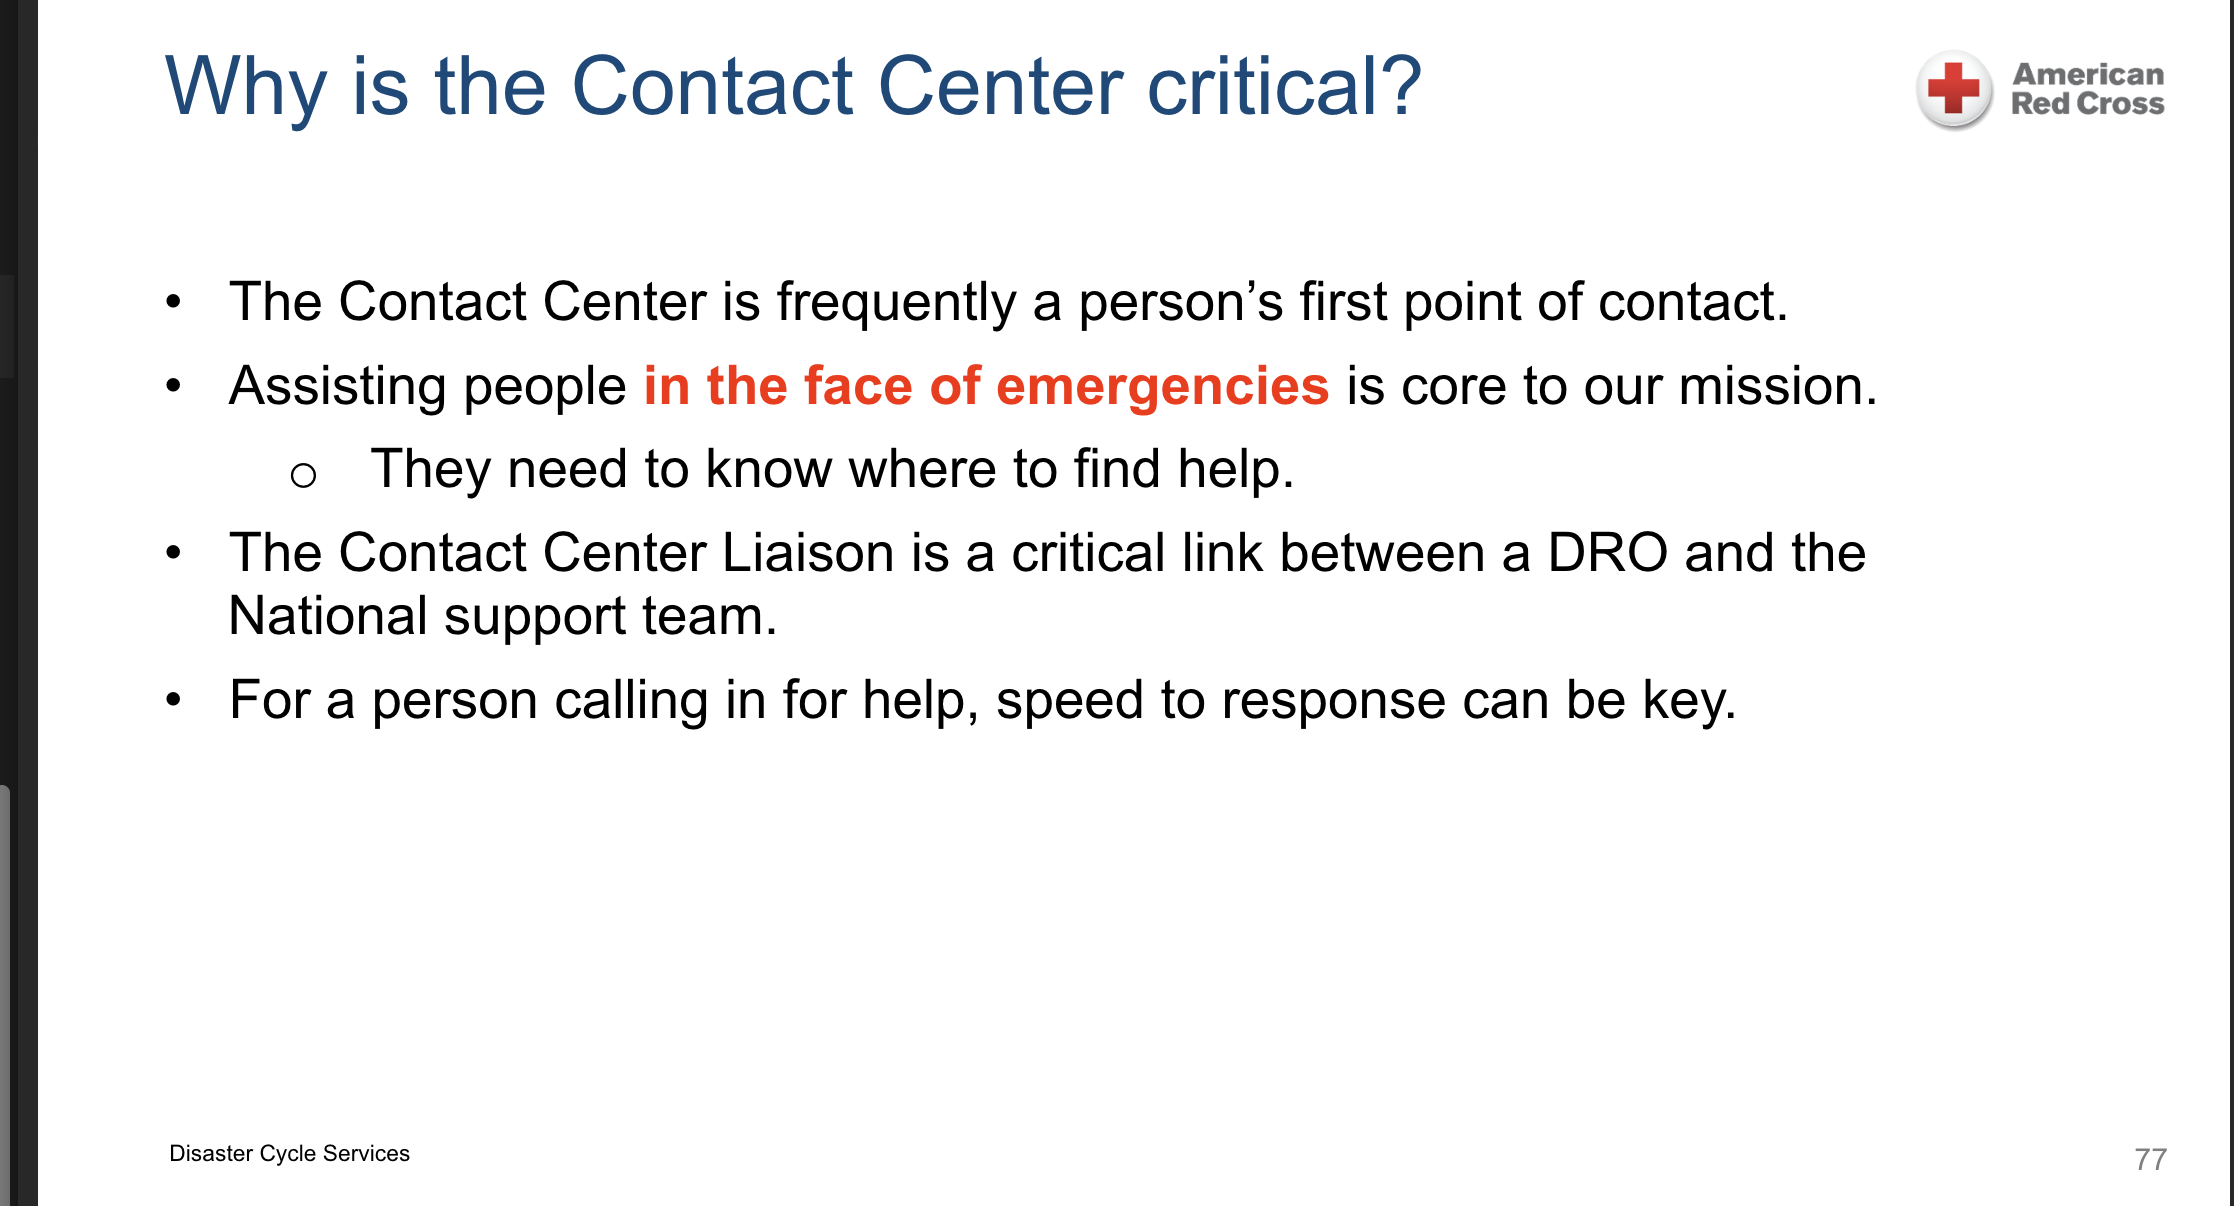 Why is the Contact Center critical?
American
Red Cross
• The Contact Center is frequently a person’s first point of contact.
• Assisting people in the face of emergencies is core to our mission.
o They need to know where to find help.
• The Contact Center Liaison is a critical link between a DRO and the
National support team.
• For a person calling in for help, speed to response can be key.
Disaster Cycle Services
77